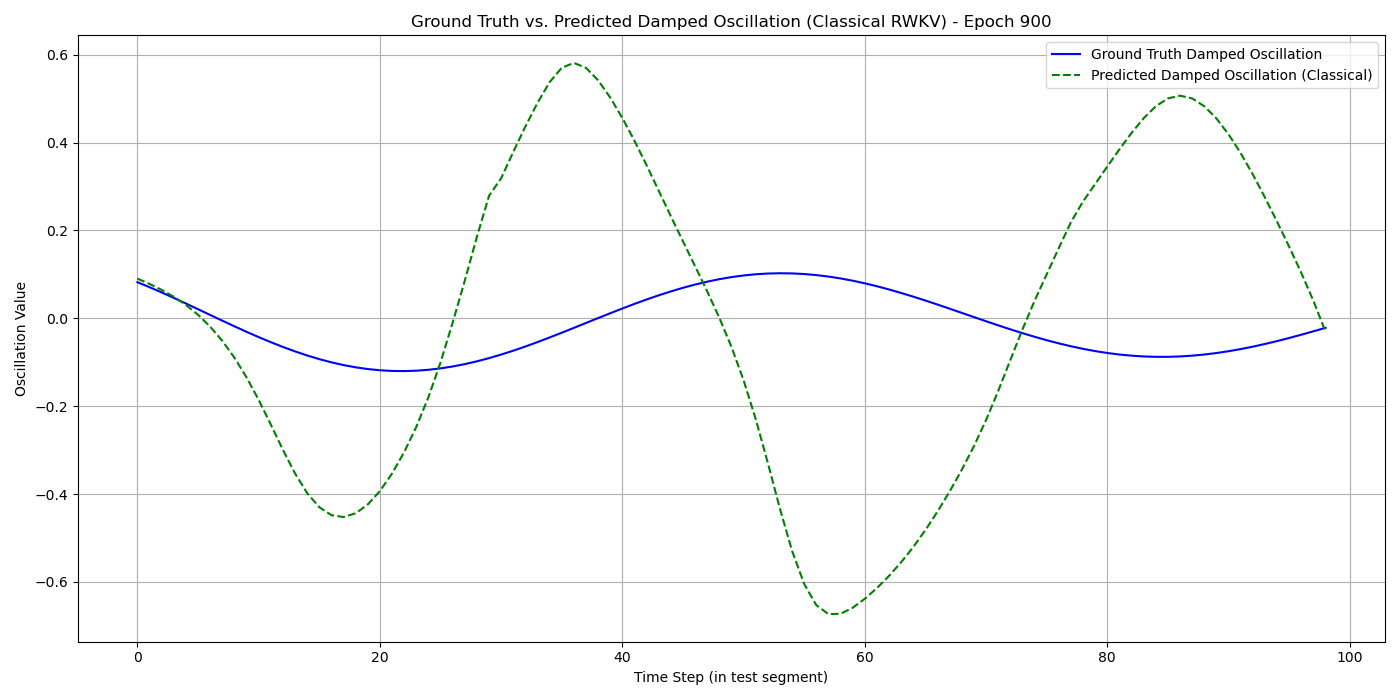 Ground Truth vs. Predicted Damped Oscillation (Classical RWKV) - Epoch 900
Ground Truth Damped Oscillation
Predicted Damped Oscillation (Classical)
Oscillation Value
0.6
0.4
0.2
0.0
−0.2
−0.4
−0.6
0 20 40 60 80 100
Time Step (in test segment)